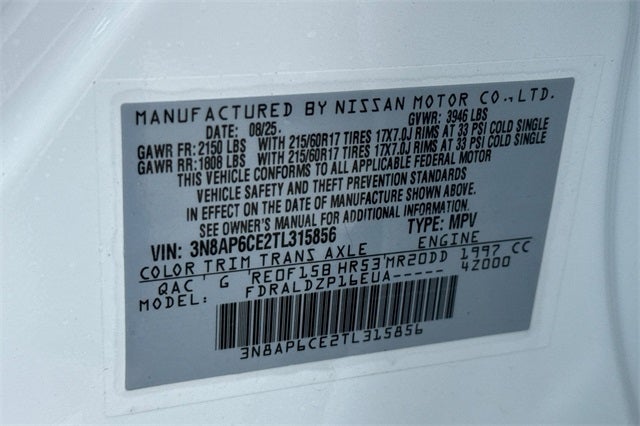 MANUFACTURED BY NISSAN MOTOR CO., LTD.
DATE: 08/25. GVWR: 3946 LBS
GAWR FR: 2150 LBS WITH 215/60R17 TIRES 17X7.0J RIMS AT 33 PSI COLD SINGLE
GAWR RR: 1808 LBS WITH 215/60R17 TIRES 17X7.0J RIMS AT 33 PSI COLD SINGLE
THIS VEHICLE CONFORMS TO ALL APPLICABLE FEDERAL MOTOR
VEHICLE SAFETY AND THEFT PREVENTION STANDARDS
IN EFFECT ON THE DATE OF MANUFACTURE SHOWN ABOVE.
SEE OWNER'S MANUAL FOR ADDITIONAL INFORMATION.
VIN: 3N8AP6CE2TL315856 TYPE: MPV
COLOR TRIM TRANS AXLE ENGINE
QAC G RE0F15B HR53 MR20DD 1997 CC
MODEL: FDRALDZP16EUA----- 42000
3N8AP6CE2TL315856